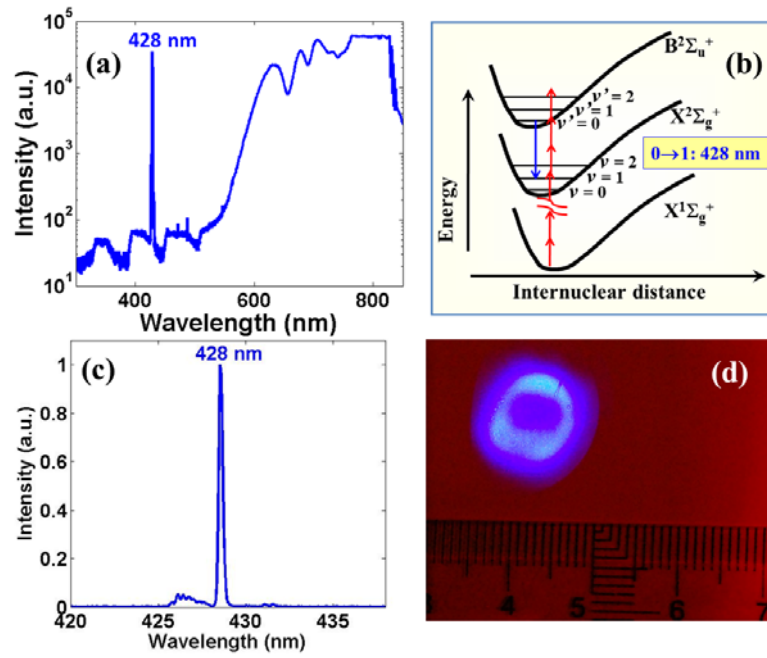 (a)
428 nm
10^5
10^4
10^3
10^2
10^1
400
600
800
Wavelength (nm)
Intensity (a.u.)
(b)
B²Σᵤ⁺
v' = 2
v' = 1
v' = 0
0→1: 428 nm
X²Σg⁺
v = 2
v = 1
v = 0
X¹Σg⁺
Energy
Internuclear distance
(c)
428 nm
1
0.8
0.6
0.4
0.2
0
420
425
430
435
Wavelength (nm)
Intensity (a.u.)
(d)
4
5
6
7